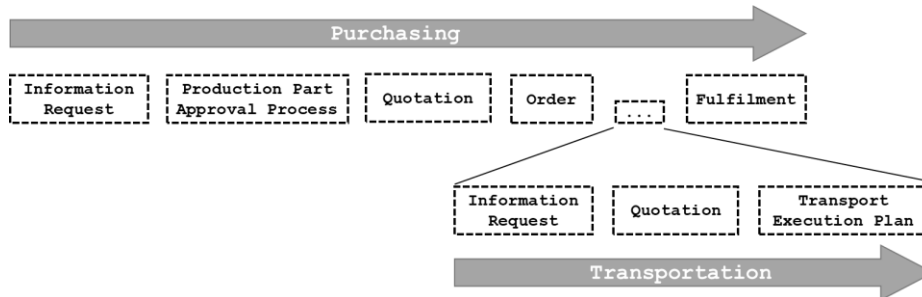 Purchasing
Information
Request
Production Part
Approval Process
Quotation
Order
...
Fulfilment
Information
Request
Quotation
Transport
Execution Plan
Transportation